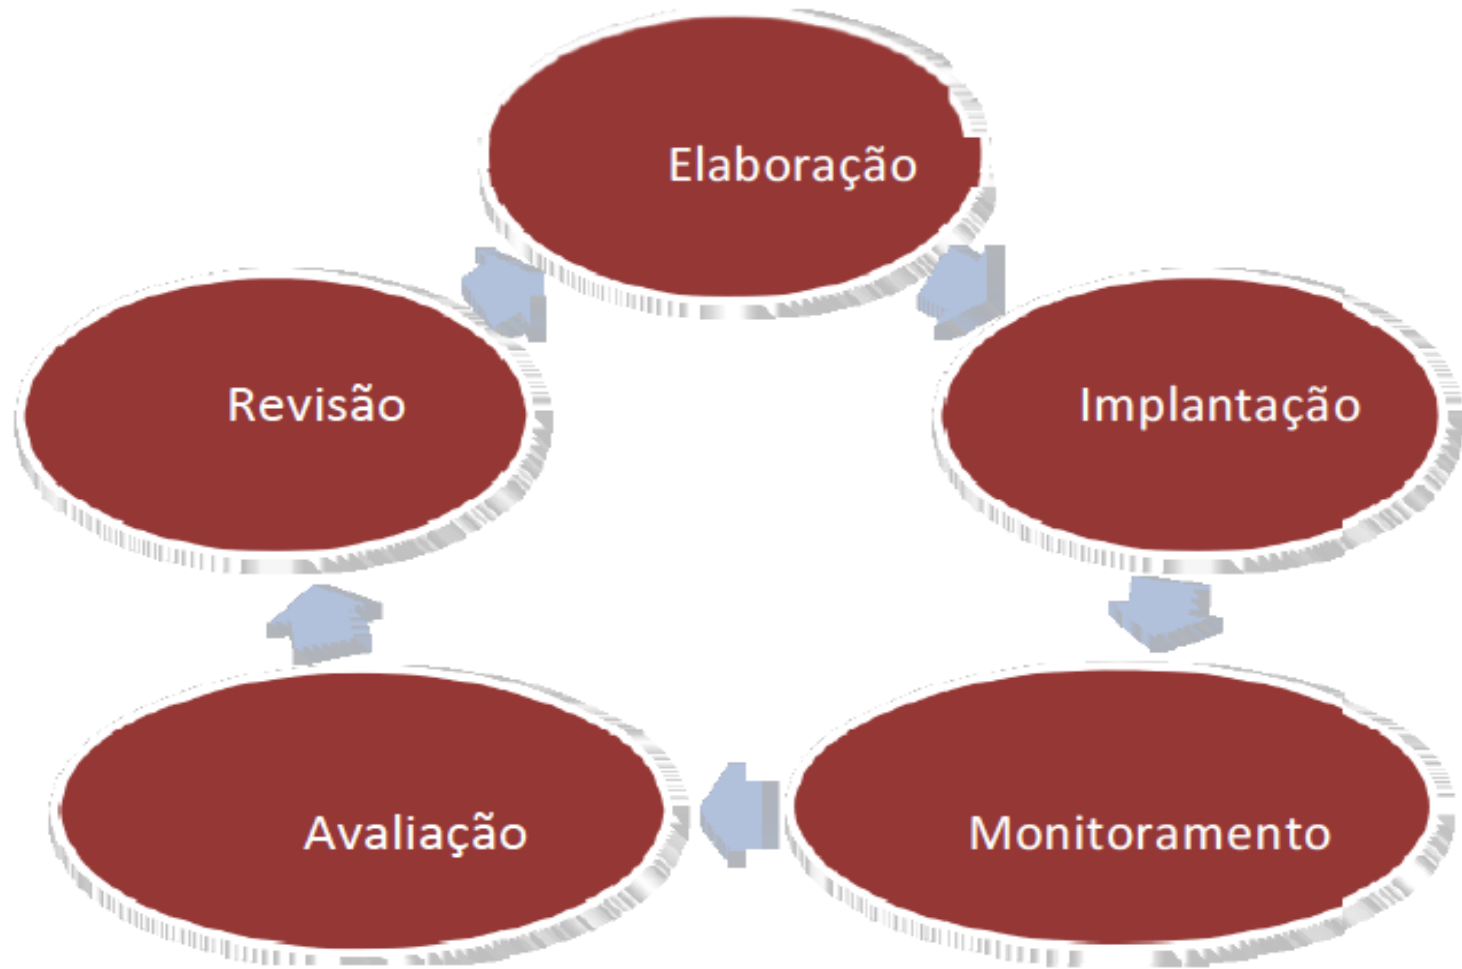 Elaboração
Implantação
Monitoramento
Avaliação
Revisão